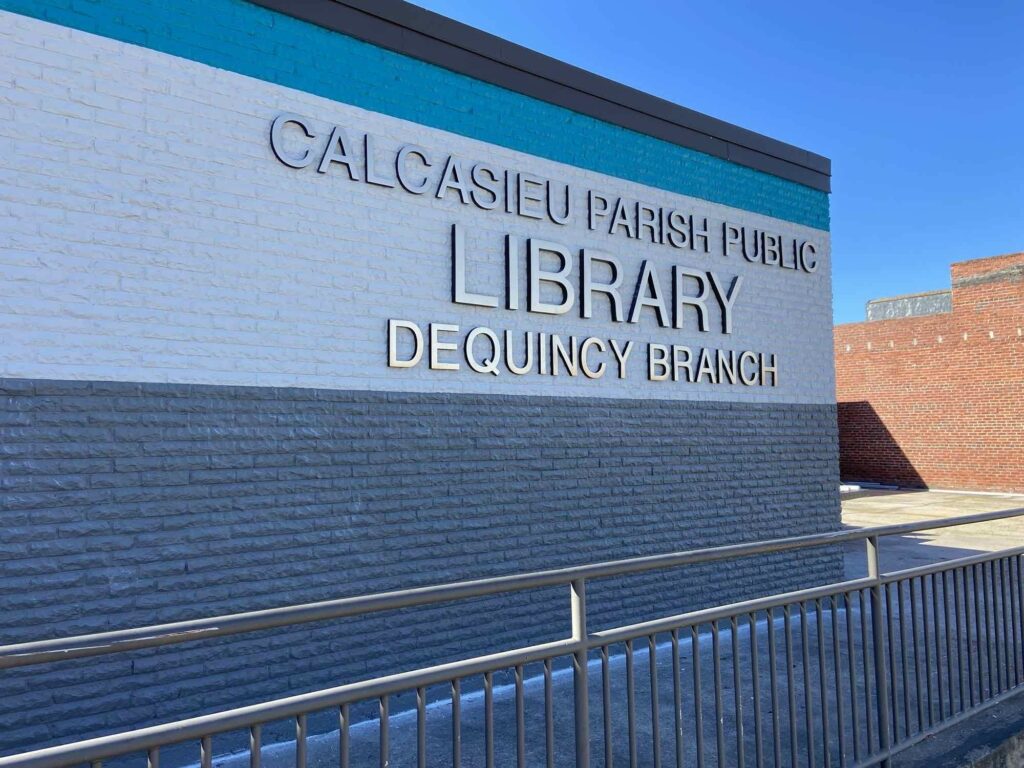 CALCASIEU PARISH PUBLIC
LIBRARY
DEQUINCY BRANCH